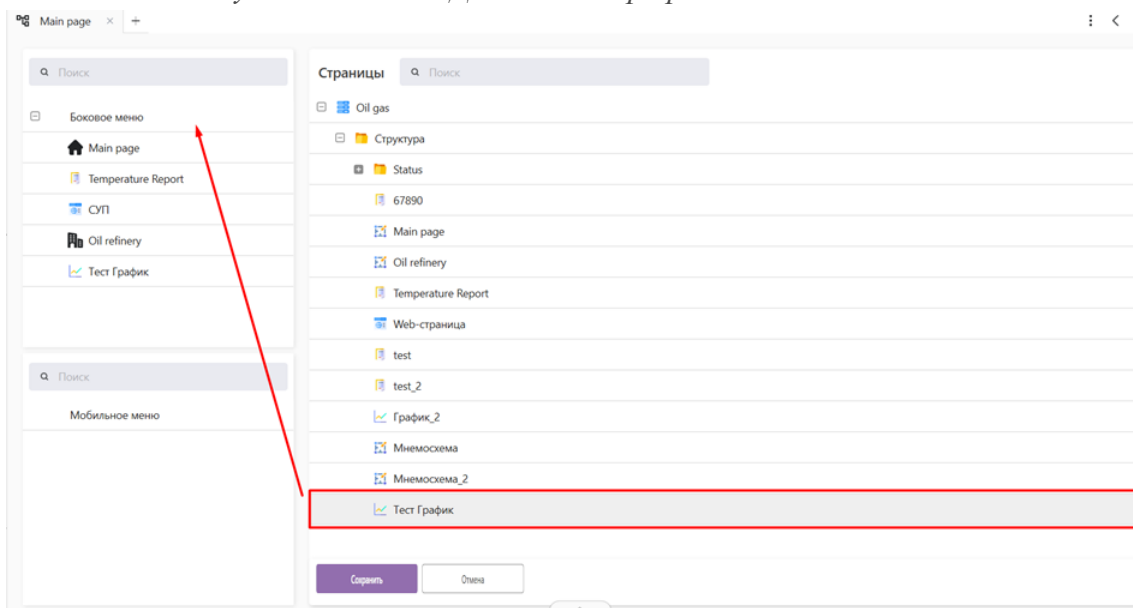 Main page × +
Поиск
Боковое меню
Main page
Temperature Report
СУП
Oil refinery
Тест График
Поиск
Мобильное меню
Страницы Поиск
Oil gas
Структура
Status
67890
Main page
Oil refinery
Temperature Report
Web-страница
test
test_2
График_2
Мнемосхема
Мнемосхема_2
Тест График
Сохранить Отмена